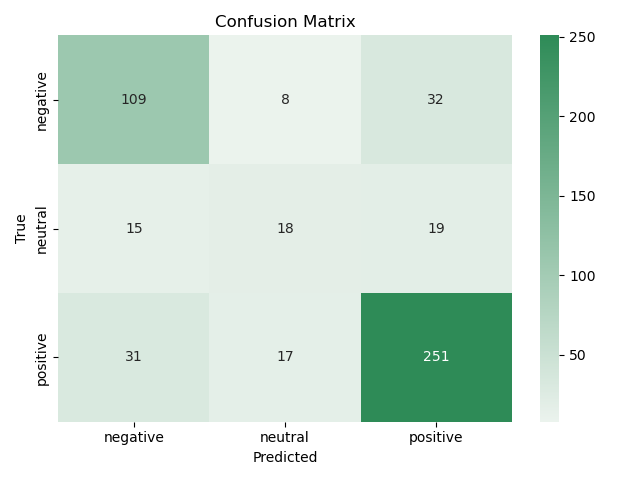 Confusion Matrix
250
negative 109 8 32
200
150
True
neutral 15 18 19
100
positive 31 17 251
50
negative neutral positive
Predicted